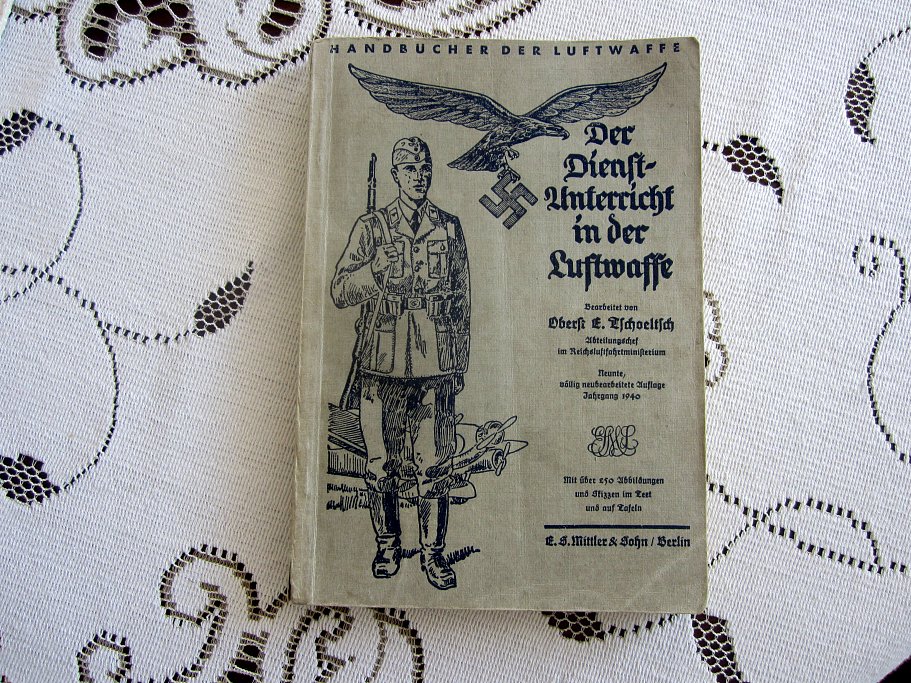 HANDBÜCHER DER LUFTWAFFE
Der
Dienst-
Unterricht
in der
Luftwaffe
Bearbeitet von
Oberst E. Tschoeltsch
Abteilungschef
im Reichsluftfahrtministerium
Neunte,
völlig neubearbeitete Auflage
Jahrgang 1940
Mit über 250 Abbildungen
und Skizzen im Text
und auf Tafeln
E. S. Mittler & Sohn / Berlin